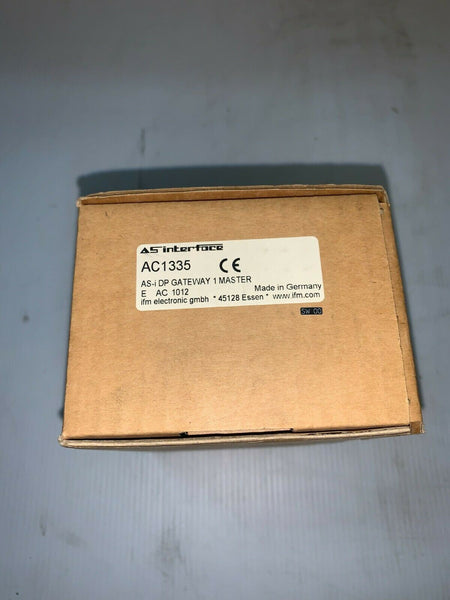 AS-interface
AC1335 CE
AS-i DP GATEWAY 1 MASTER
E AC 1012 Made in Germany
ifm electronic gmbh * 45128 Essen * www.ifm.com
SW 00